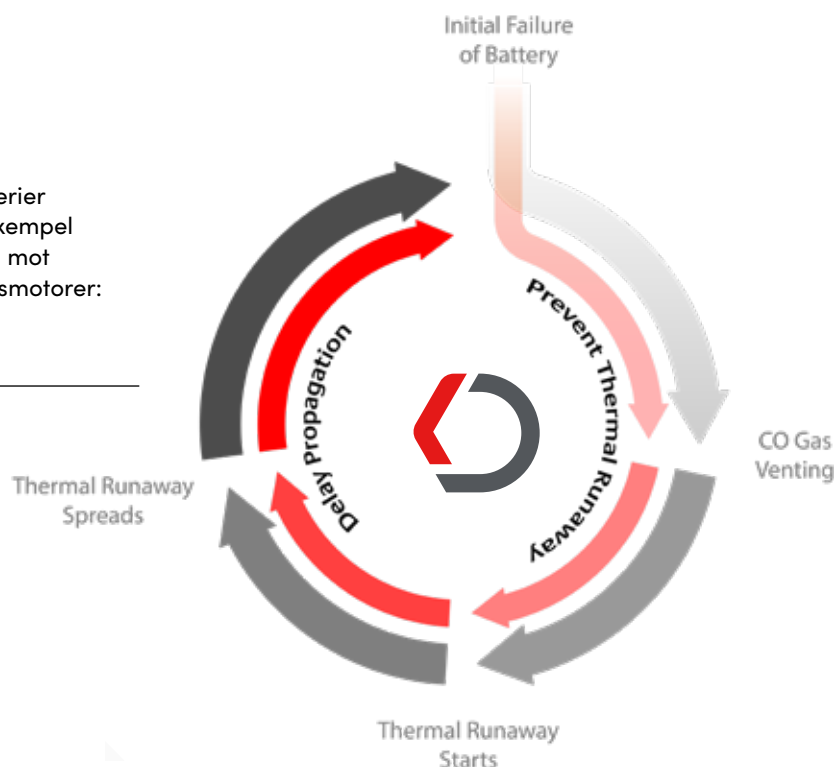 Initial Failure
of Battery
erier
xempel
mot
smotorer:
Prevent Thermal Runaway
Delay Propagation
CO Gas
Venting
Thermal Runaway
Spreads
Thermal Runaway
Starts